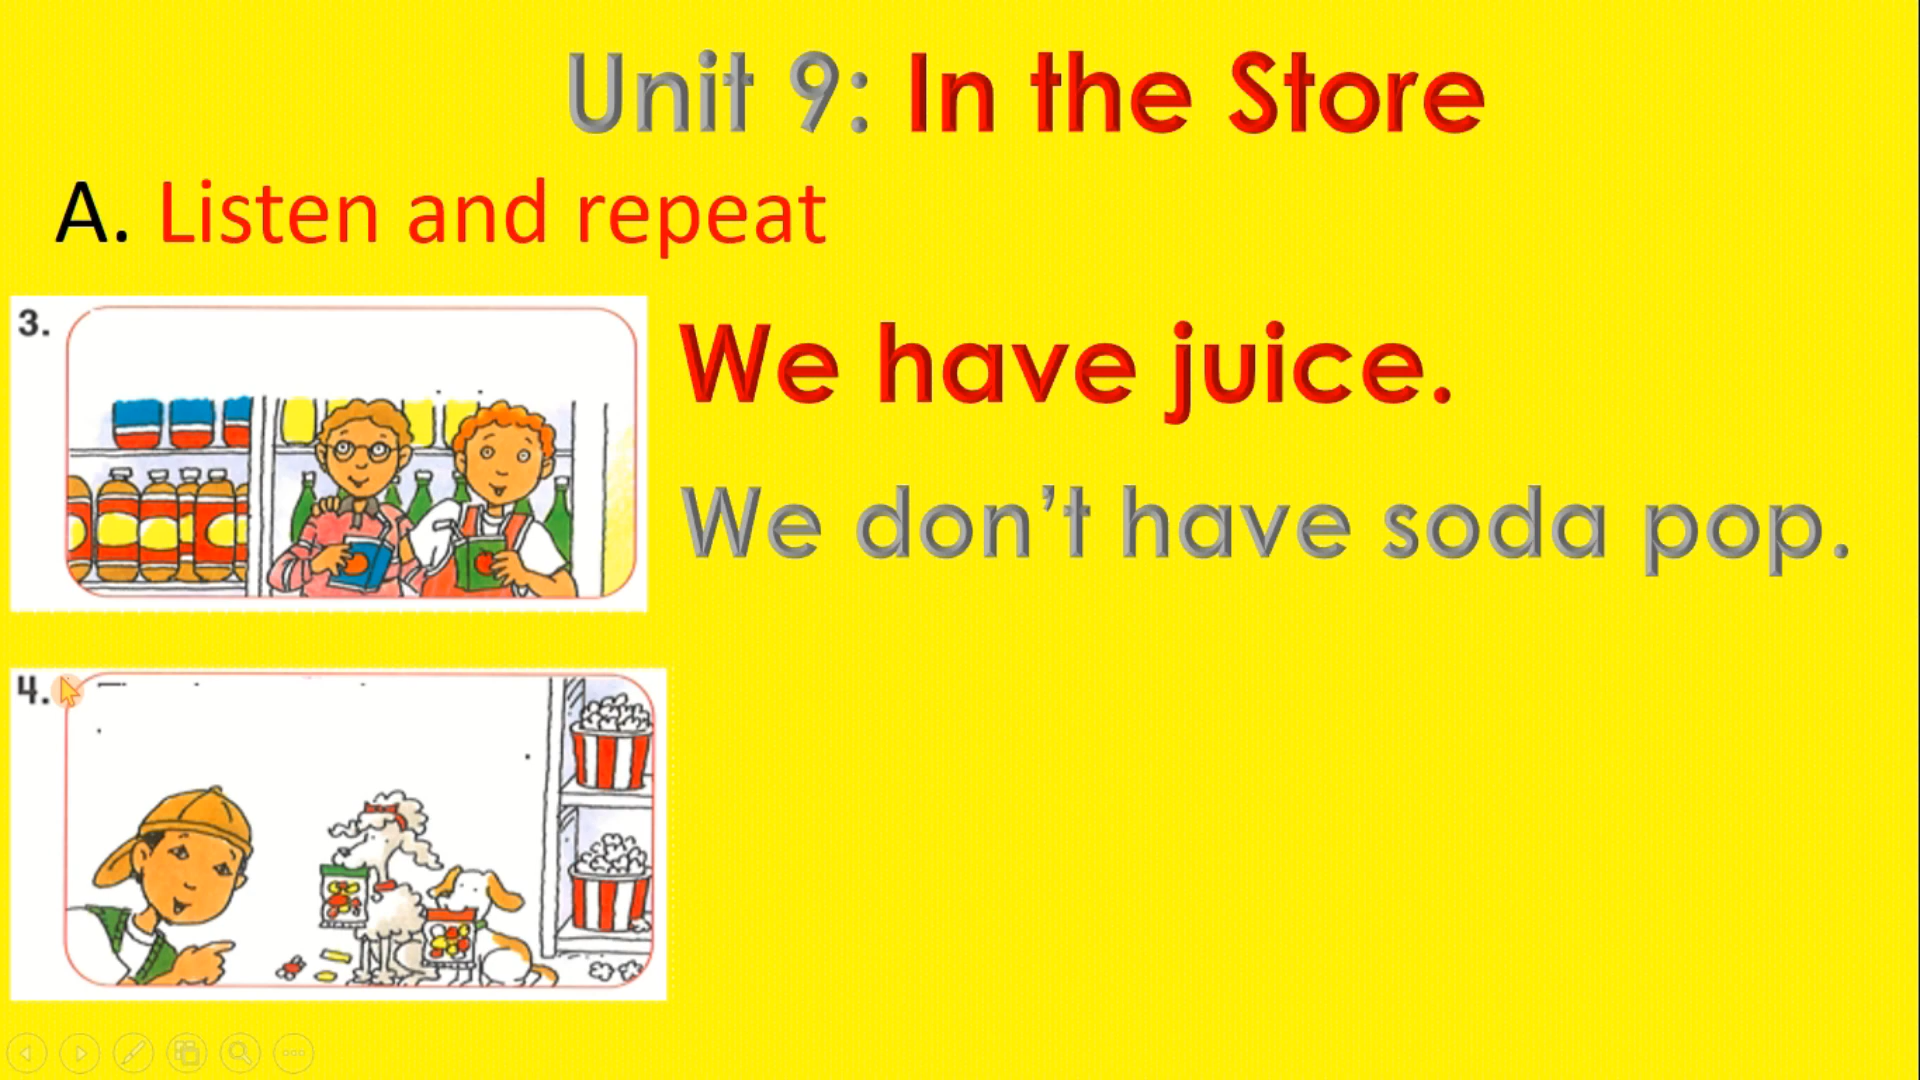 Unit 9: In the Store
A. Listen and repeat
3.
We have juice.
We don't have soda pop.
4.